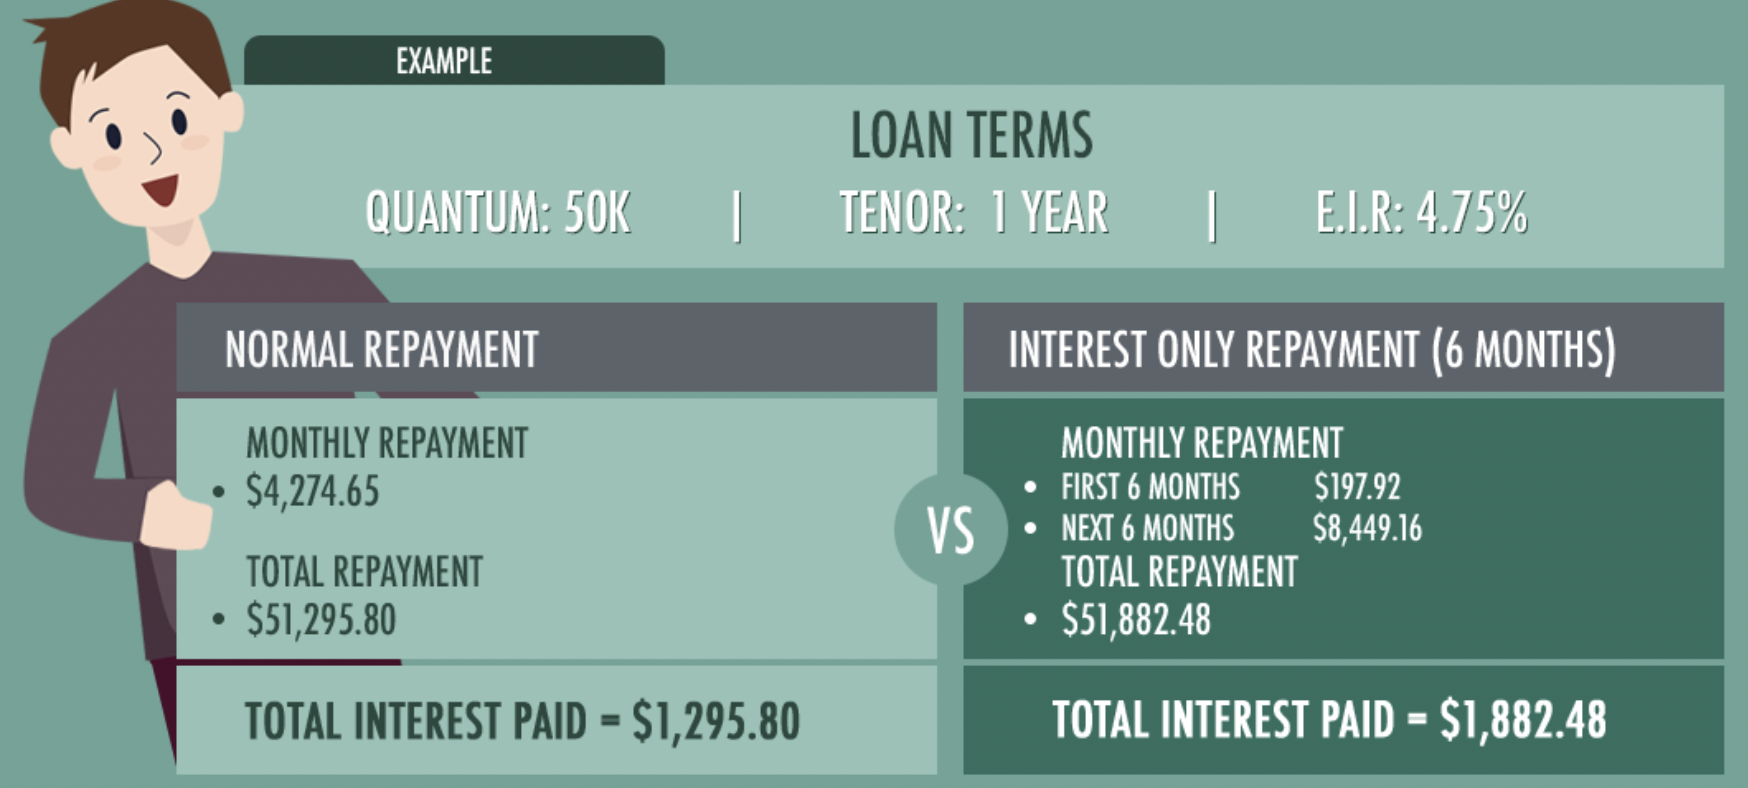 EXAMPLE
LOAN TERMS
QUANTUM: 50K | TENOR: 1 YEAR | E.I.R: 4.75%
NORMAL REPAYMENT
MONTHLY REPAYMENT
• $4,274.65
TOTAL REPAYMENT
• $51,295.80
TOTAL INTEREST PAID = $1,295.80
VS
INTEREST ONLY REPAYMENT (6 MONTHS)
MONTHLY REPAYMENT
• FIRST 6 MONTHS $197.92
• NEXT 6 MONTHS $8,449.16
TOTAL REPAYMENT
• $51,882.48
TOTAL INTEREST PAID = $1,882.48